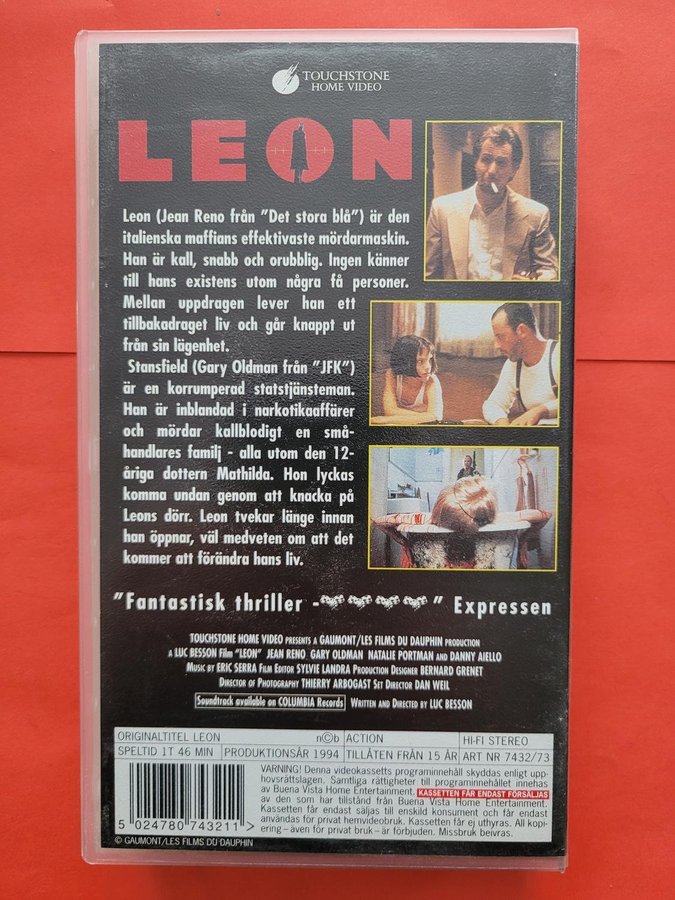 TOUCHSTONE
HOME VIDEO
LEON
Leon (Jean Reno från "Det stora blå") är den
italienska maffians effektivaste mördarmaskin.
Han är kall, snabb och orubblig. Ingen känner
till hans existens utom några få personer.
Mellan uppdragen lever han ett
tillbakadraget liv och går knappt ut
från sin lägenhet.
Stansfield (Gary Oldman från "JFK")
är en korrumperad statstjänsteman.
Han är inblandad i narkotikaaffärer
och mördar kallblodigt en små-
handlares familj - alla utom den 12-
åriga dottern Mathilda. Hon lyckas
komma undan genom att knacka på
Leons dörr. Leon tvekar länge innan
han öppnar, väl medveten om att det
kommer att förändra hans liv.
"Fantastisk thriller - " Expressen
TOUCHSTONE HOME VIDEO PRESENTS A GAUMONT/LES FILMS DU DAUPHIN PRODUCTION
A LUC BESSON FILM "LEON" JEAN RENO GARY OLDMAN NATALIE PORTMAN AND DANNY AIELLO
MUSIC BY ERIC SERRA FILM EDITOR SYLVIE LANDRA PRODUCTION DESIGNER BERNARD GRENET
DIRECTOR OF PHOTOGRAPHY THIERRY ARBOGAST SET DIRECTOR DAN WEIL
Soundtrack available on COLUMBIA Records WRITTEN AND DIRECTED BY LUC BESSON
ORIGINALTITEL LEON n©b ACTION HI-FI STEREO
SPELTID 1T 46 MIN PRODUKTIONSÅR 1994 TILLÅTEN FRÅN 15 ÅR ART NR 7432/73
VARNING! Denna videokassetts programinnehåll skyddas enligt upp-
hovsrättslagen. Samtliga rättigheter till programinnehållet innehas
av Buena Vista Home Entertainment. KASSETTEN FÅR ENDAST FÖRSÄLJAS
av den som har tillstånd från Buena Vista Home Entertainment.
Kassetten får endast säljas till enskild konsument och får endast
användas för privat hemvideobruk. Kassetten får ej uthyras. All kopi-
ering – även för privat bruk – är förbjuden. Missbruk beivras.
5 024780 743211 >
© GAUMONT/LES FILMS DU DAUPHIN